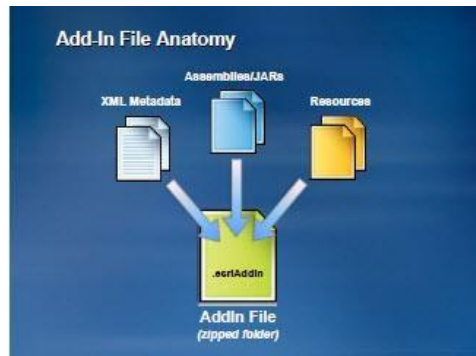 Add-In File Anatomy
Assemblies/JARs
XML Metadata
Resources
.esriAddIn
AddIn File
(zipped folder)